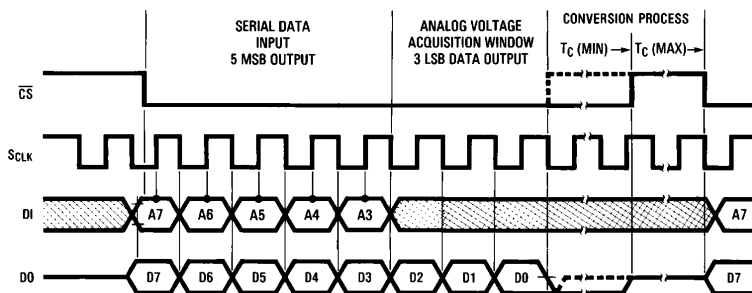 SERIAL DATA
INPUT
5 MSB OUTPUT
ANALOG VOLTAGE
ACQUISITION WINDOW
3 LSB DATA OUTPUT
CONVERSION PROCESS
TC (MIN) TC (MAX)
CS
SCLK
DI A7 A6 A5 A4 A3 A7
D0 D7 D6 D5 D4 D3 D2 D1 D0 D7